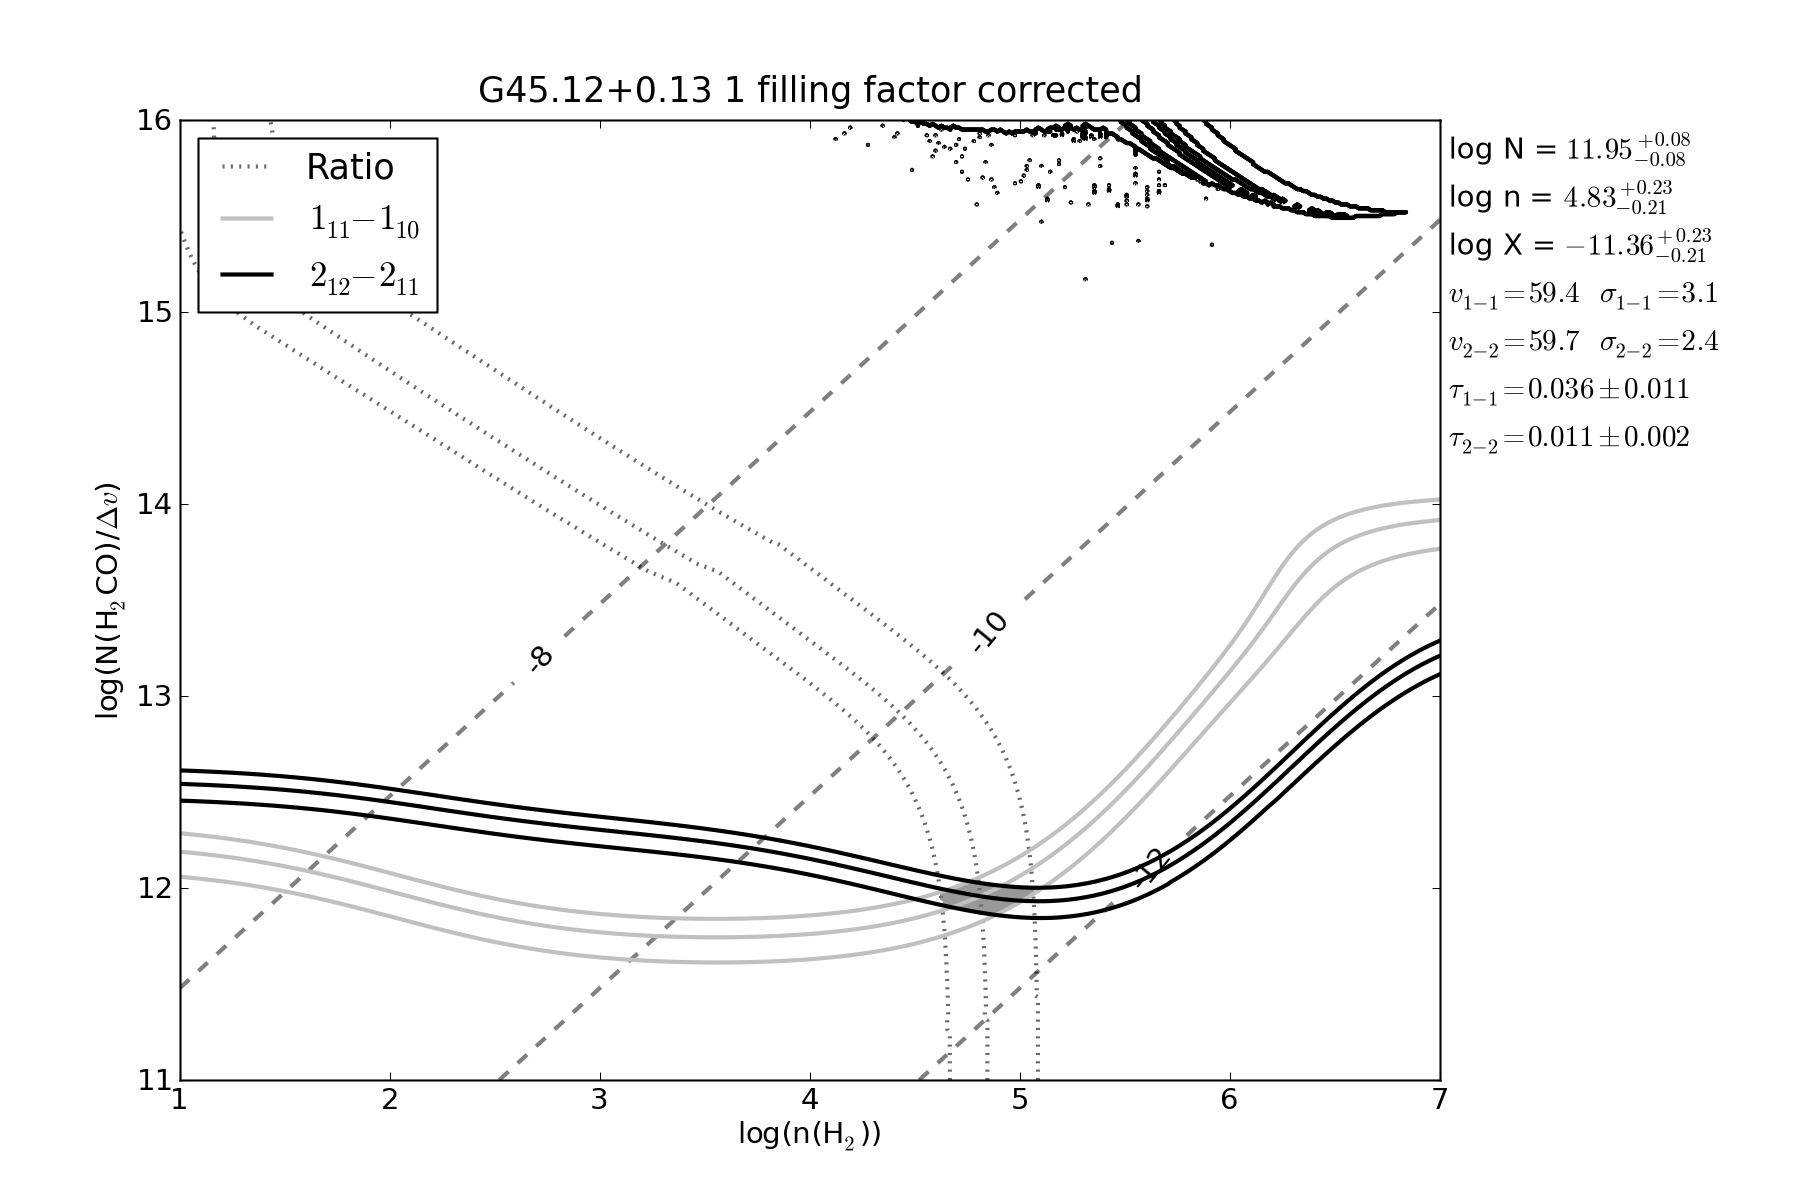 G45.12+0.13 1 filling factor corrected
16
15
14
13
12
11
log(N(H₂CO)/Δv)
Ratio
1₁₁−1₁₀
2₁₂−2₁₁
-8
-10
-12
log N = 11.95 +0.08 −0.08
log n = 4.83 +0.23 −0.21
log X = −11.36 +0.23 −0.21
v₁₋₁=59.4 σ₁₋₁=3.1
v₂₋₂=59.7 σ₂₋₂=2.4
τ₁₋₁=0.036±0.011
τ₂₋₂=0.011±0.002
1 2 3 4 5 6 7
log(n(H₂))